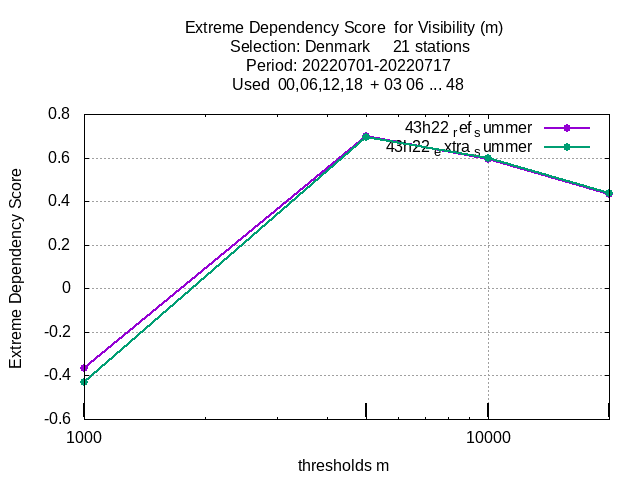 Extreme Dependency Score for Visibility (m)
Selection: Denmark 21 stations
Period: 20220701-20220717
Used 00,06,12,18 + 03 06 ... 48
43h22refsummer
43h22extrasummer
Extreme Dependency Score
0.8
0.6
0.4
0.2
0
-0.2
-0.4
-0.6
1000
10000
thresholds m